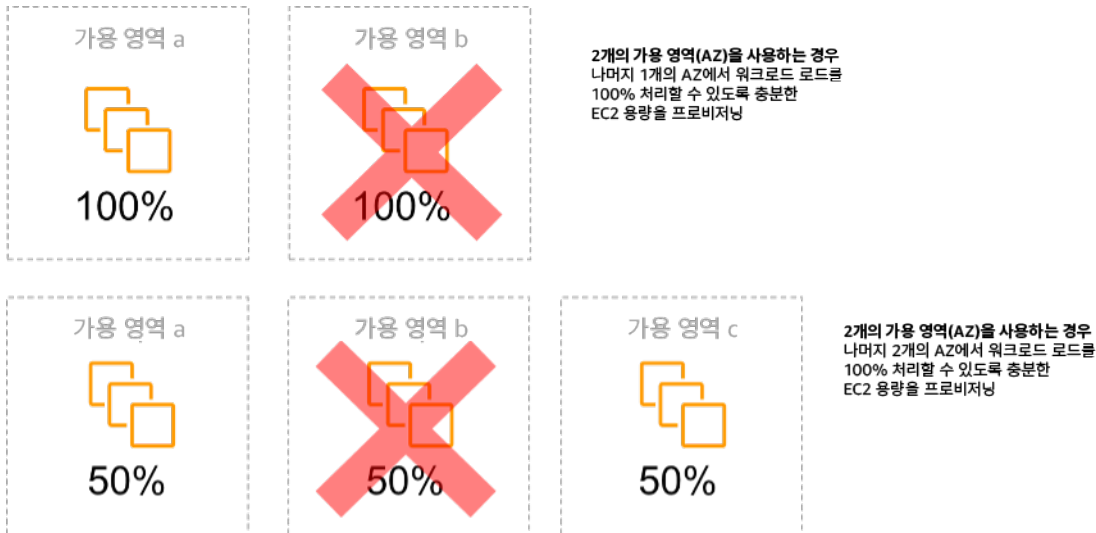 가용 영역 a
가용 영역 b
100%
100%
2개의 가용 영역(AZ)을 사용하는 경우
나머지 1개의 AZ에서 워크로드 로드를
100% 처리할 수 있도록 충분한
EC2 용량을 프로비저닝
가용 영역 a
가용 영역 b
가용 영역 c
50%
50%
50%
2개의 가용 영역(AZ)을 사용하는 경우
나머지 2개의 AZ에서 워크로드 로드를
100% 처리할 수 있도록 충분한
EC2 용량을 프로비저닝